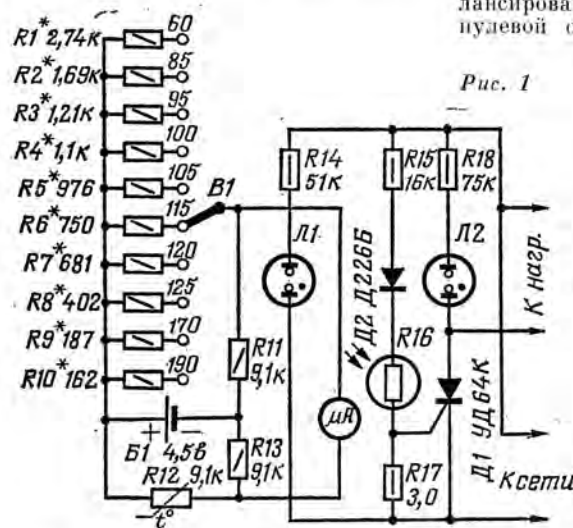 лансирова
нулевой о
Рис. 1
R1* 2,74к 60
R2* 1,69к 85
R3* 1,21к 95
R4* 1,1к 100
R5* 976 105
R6* 750 115
R7* 681 120
R8* 402 125
R9* 187 170
R10* 162 190
В1
R11
9,1к
R13
9,1к
+ –
Б1 4,5в
R12 9,1к
t°
μА
R14
51к
R15
16к
R18
75к
Л1
Л2
Д2 Д226Б
R16
R17
3,0
Д1 УД64К
К нагр.
К сети